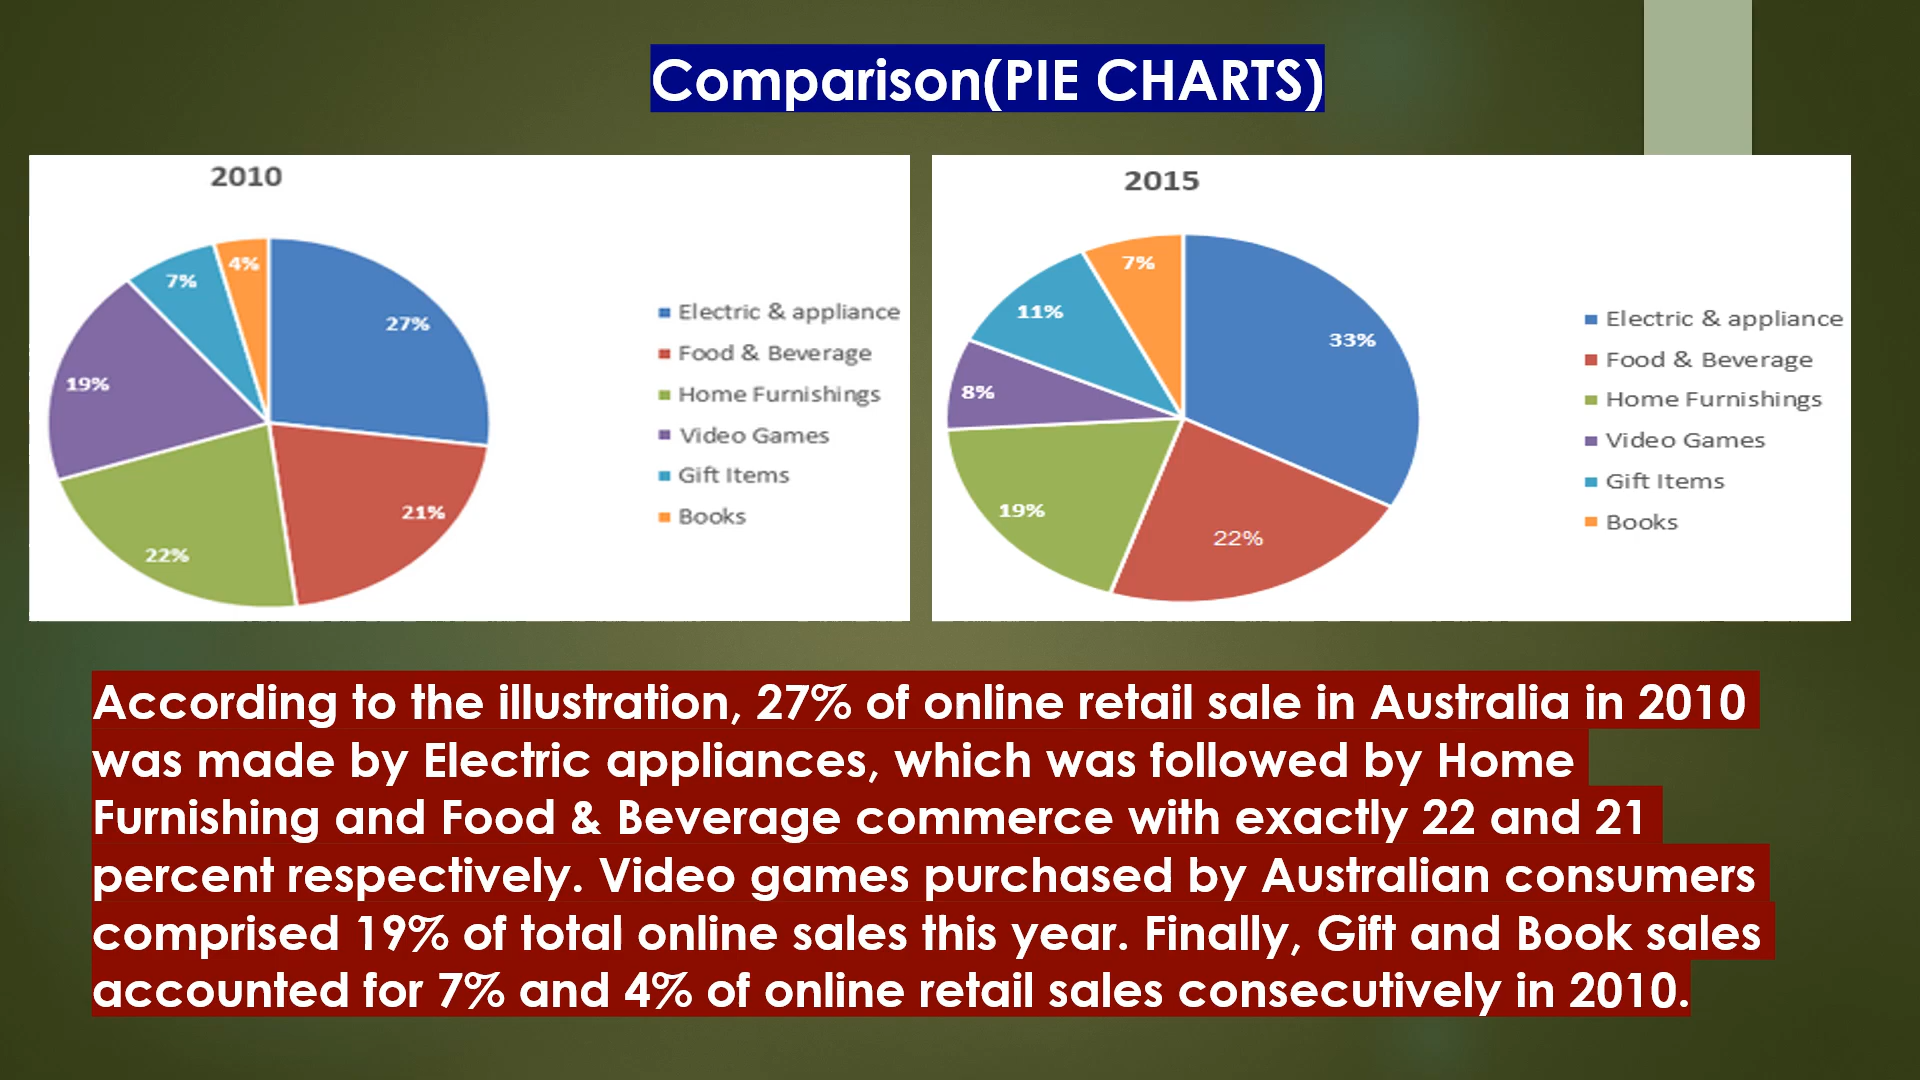 Comparison(PIE CHARTS)
2010
4%
7%
27%
19%
21%
22%
Electric & appliance
Food & Beverage
Home Furnishings
Video Games
Gift Items
Books
2015
7%
11%
33%
8%
19%
22%
Electric & appliance
Food & Beverage
Home Furnishings
Video Games
Gift Items
Books
According to the illustration, 27% of online retail sale in Australia in 2010
was made by Electric appliances, which was followed by Home
Furnishing and Food & Beverage commerce with exactly 22 and 21
percent respectively. Video games purchased by Australian consumers
comprised 19% of total online sales this year. Finally, Gift and Book sales
accounted for 7% and 4% of online retail sales consecutively in 2010.